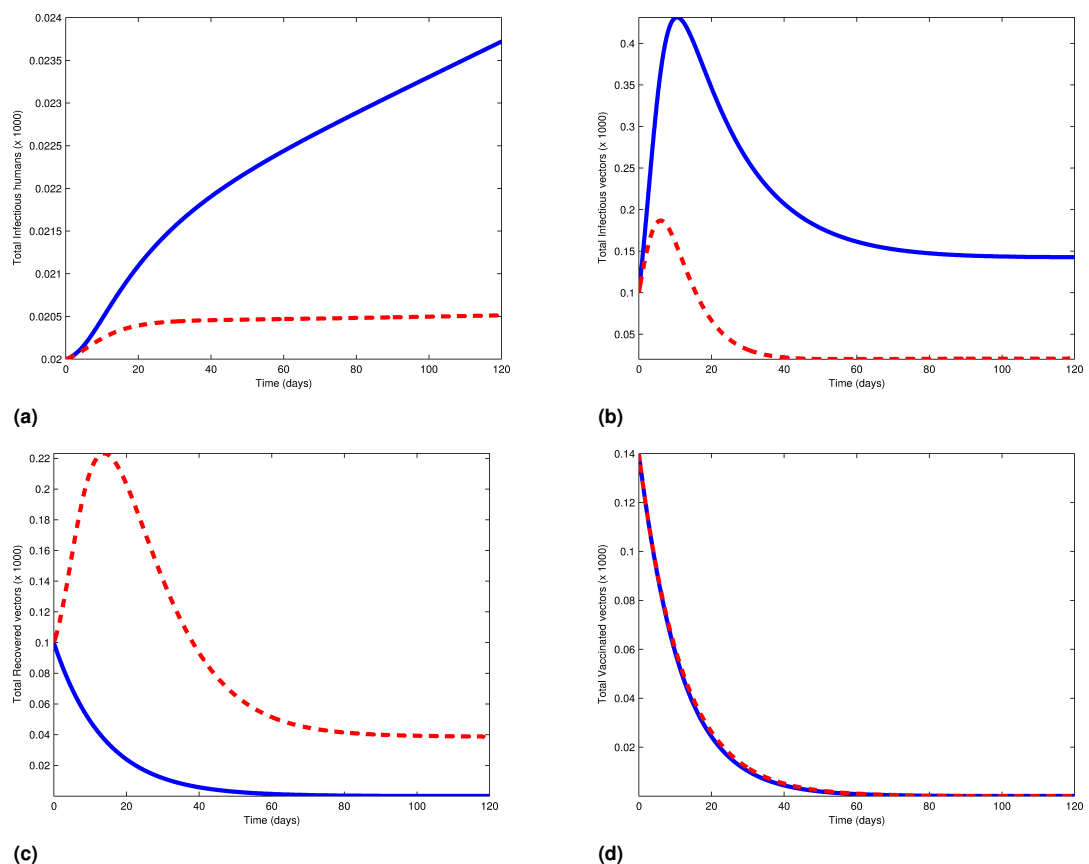 0.024
0.0235
0.023
0.0225
0.022
0.0215
0.021
0.0205
0.02
0 20 40 60 80 100 120
Total Infectious humans (x 1000)
Time (days)
(a)
0.4
0.35
0.3
0.25
0.2
0.15
0.1
0.05
0 20 40 60 80 100 120
Total Infectious vectors (x 1000)
Time (days)
(b)
0.22
0.2
0.18
0.16
0.14
0.12
0.1
0.08
0.06
0.04
0.02
0 20 40 60 80 100 120
Total Recovered vectors (x 1000)
Time (days)
(c)
0.14
0.12
0.1
0.08
0.06
0.04
0.02
0 20 40 60 80 100 120
Total Vaccinated vectors (x 1000)
Time (days)
(d)